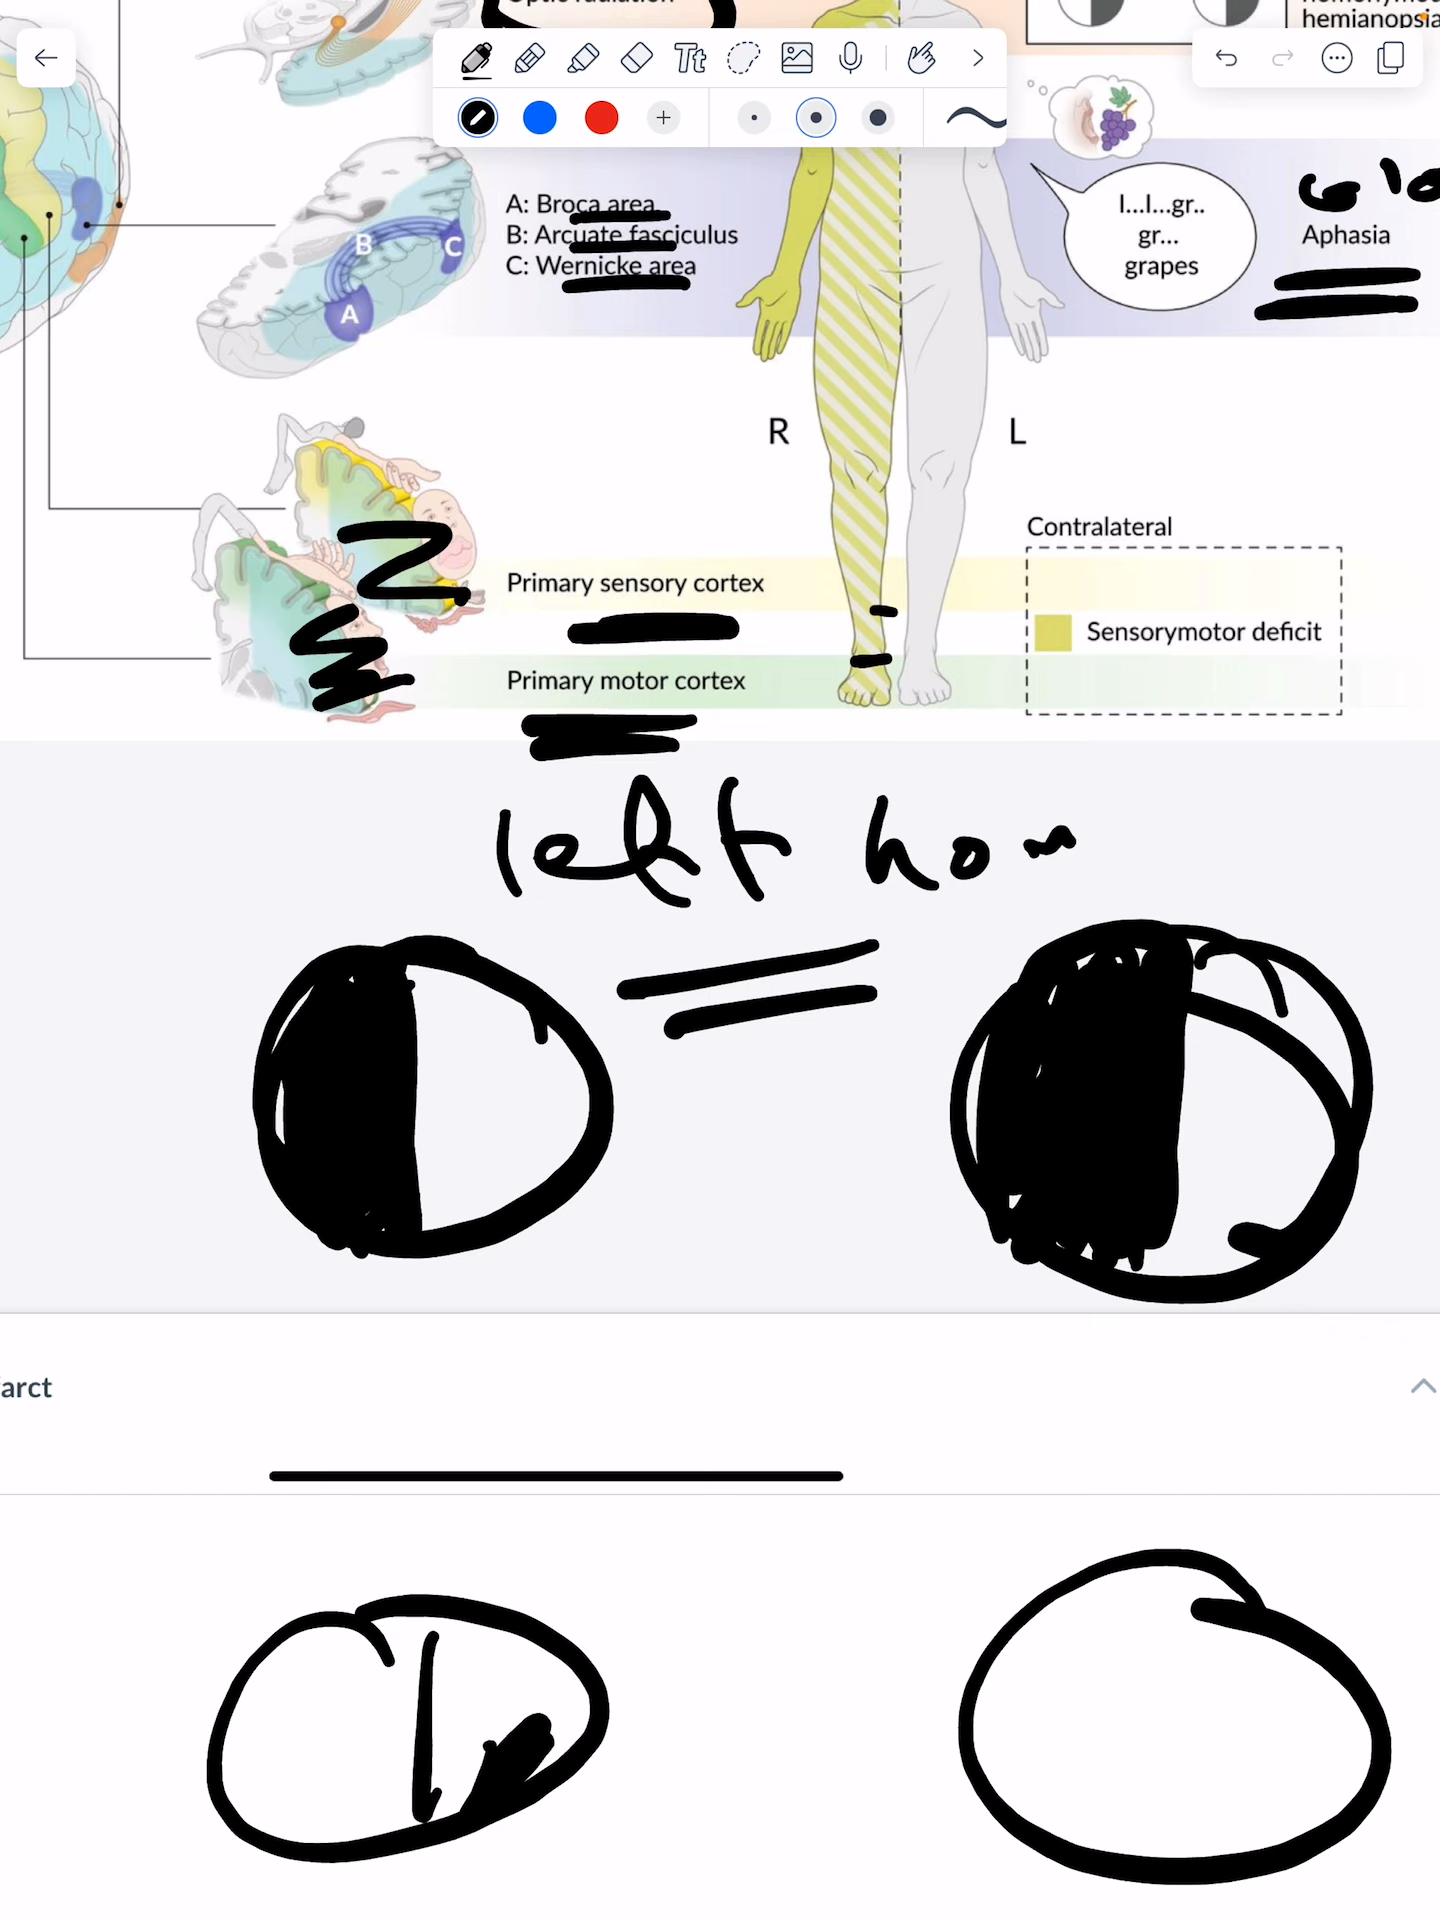 hemianopsia
Tt
A: Broca area
B: Arcuate fasciculus
C: Wernicke area
B
C
A
I...I...gr..
gr...
grapes
Aphasia
R
L
Contralateral
Primary sensory cortex
Sensorymotor deficit
Primary motor cortex
left hom
arct